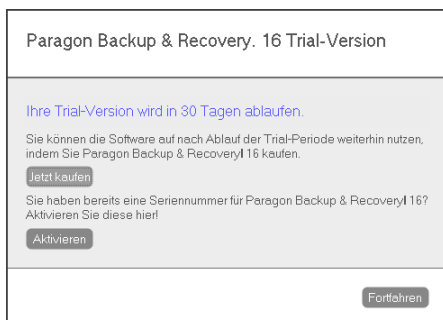 Paragon Backup & Recovery. 16 Trial-Version
Ihre Trial-Version wird in 30 Tagen ablaufen.
Sie können die Software auf nach Ablauf der Trial-Periode weiterhin nutzen,
indem Sie Paragon Backup & Recoveryl 16 kaufen.
Jetzt kaufen
Sie haben bereits eine Seriennummer für Paragon Backup & Recoveryl 16?
Aktivieren Sie diese hier!
Aktivieren
Fortfahren